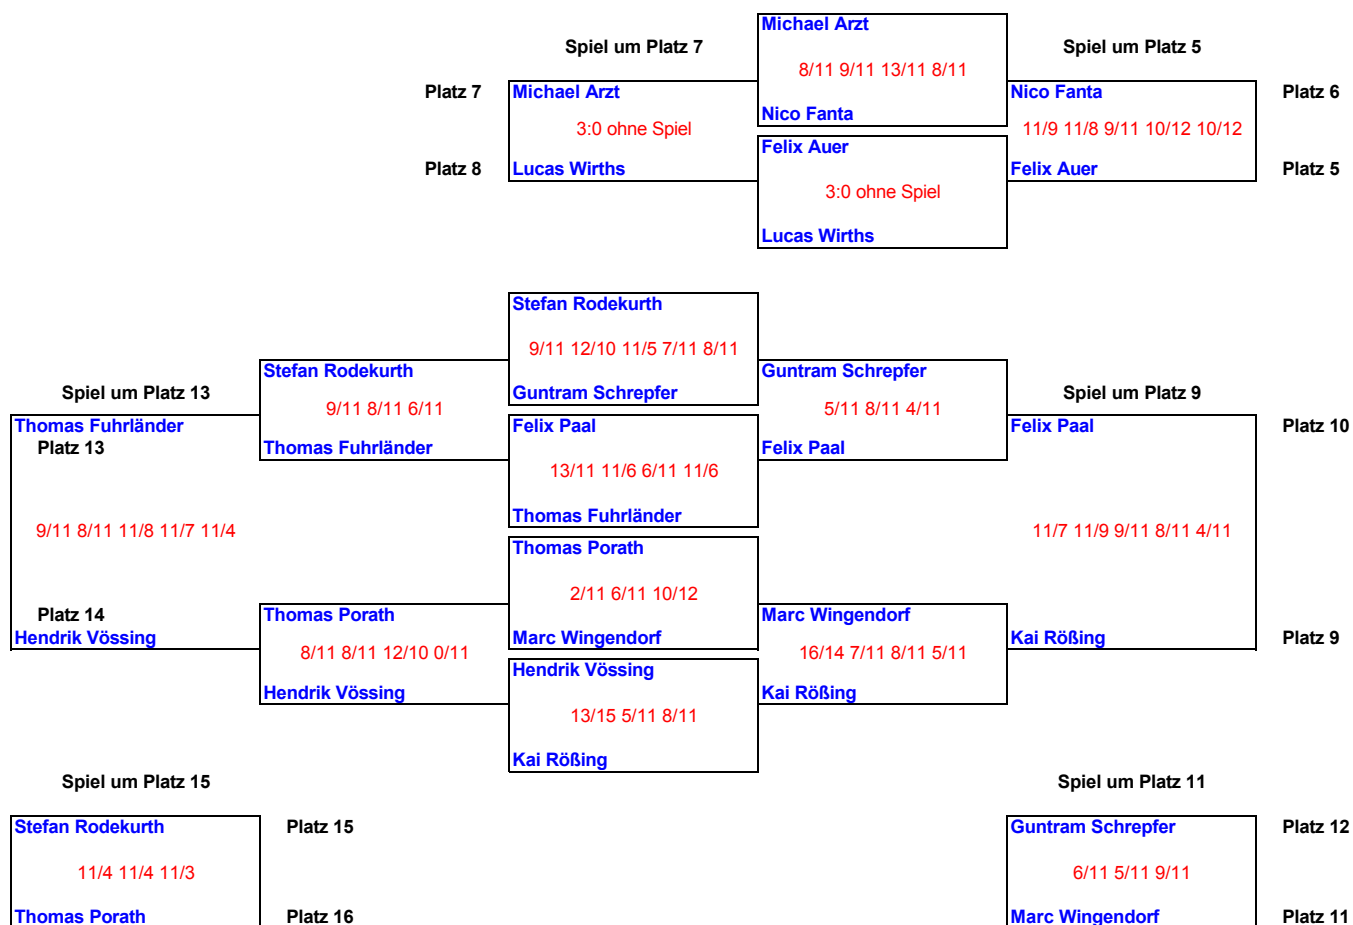 Michael Arzt
Spiel um Platz 7
Spiel um Platz 5
8/11 9/11 13/11 8/11
Platz 7
Michael Arzt
Nico Fanta
Platz 6
Nico Fanta
3:0 ohne Spiel
11/9 11/8 9/11 10/12 10/12
Felix Auer
Platz 8
Lucas Wirths
Felix Auer
Platz 5
3:0 ohne Spiel
Lucas Wirths
Stefan Rodekurth
9/11 12/10 11/5 7/11 8/11
Stefan Rodekurth
Guntram Schrepfer
Spiel um Platz 13
Guntram Schrepfer
Spiel um Platz 9
9/11 8/11 6/11
5/11 8/11 4/11
Thomas Fuhrländer
Felix Paal
Felix Paal
Platz 10
Platz 13
Thomas Fuhrländer
Felix Paal
13/11 11/6 6/11 11/6
Thomas Fuhrländer
9/11 8/11 11/8 11/7 11/4
11/7 11/9 9/11 8/11 4/11
Thomas Porath
2/11 6/11 10/12
Platz 14
Thomas Porath
Marc Wingendorf
Hendrik Vössing
Marc Wingendorf
Kai Rößing
Platz 9
8/11 8/11 12/10 0/11
16/14 7/11 8/11 5/11
Hendrik Vössing
Hendrik Vössing
Kai Rößing
13/15 5/11 8/11
Kai Rößing
Spiel um Platz 15
Spiel um Platz 11
Stefan Rodekurth
Platz 15
Guntram Schrepfer
Platz 12
11/4 11/4 11/3
6/11 5/11 9/11
Thomas Porath
Platz 16
Marc Wingendorf
Platz 11